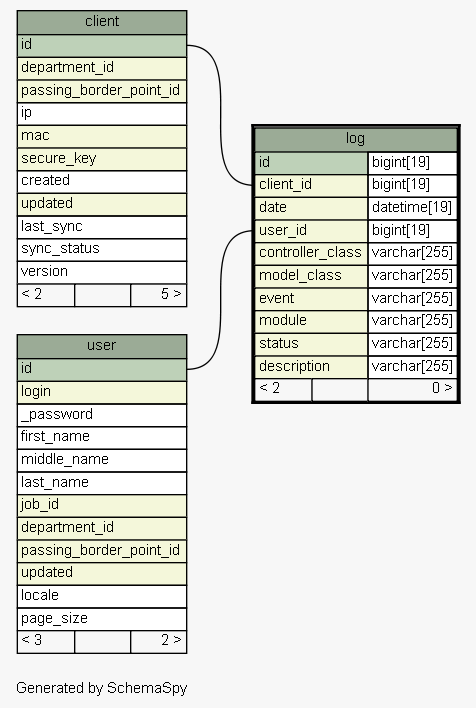 client
id
department_id
passing_border_point_id
ip
mac
secure_key
created
updated
last_sync
sync_status
version
< 2 5 >
log
id bigint[19]
client_id bigint[19]
date datetime[19]
user_id bigint[19]
controller_class varchar[255]
model_class varchar[255]
event varchar[255]
module varchar[255]
status varchar[255]
description varchar[255]
< 2 0 >
user
id
login
_password
first_name
middle_name
last_name
job_id
department_id
passing_border_point_id
updated
locale
page_size
< 3 2 >
Generated by SchemaSpy